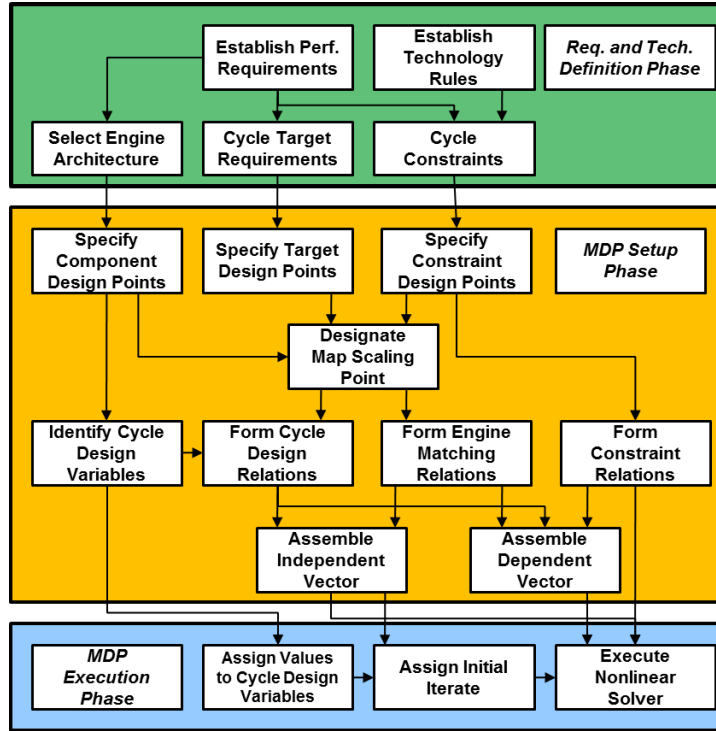 Establish Perf.
Requirements
Establish
Technology
Rules
Req. and Tech.
Definition Phase
Select Engine
Architecture
Cycle Target
Requirements
Cycle
Constraints
Specify
Component
Design Points
Specify Target
Design Points
Specify
Constraint
Design Points
MDP Setup
Phase
Designate
Map Scaling
Point
Identify Cycle
Design
Variables
Form Cycle
Design
Relations
Form Engine
Matching
Relations
Form
Constraint
Relations
Assemble
Independent
Vector
Assemble
Dependent
Vector
MDP
Execution
Phase
Assign Values
to Cycle Design
Variables
Assign Initial
Iterate
Execute
Nonlinear
Solver